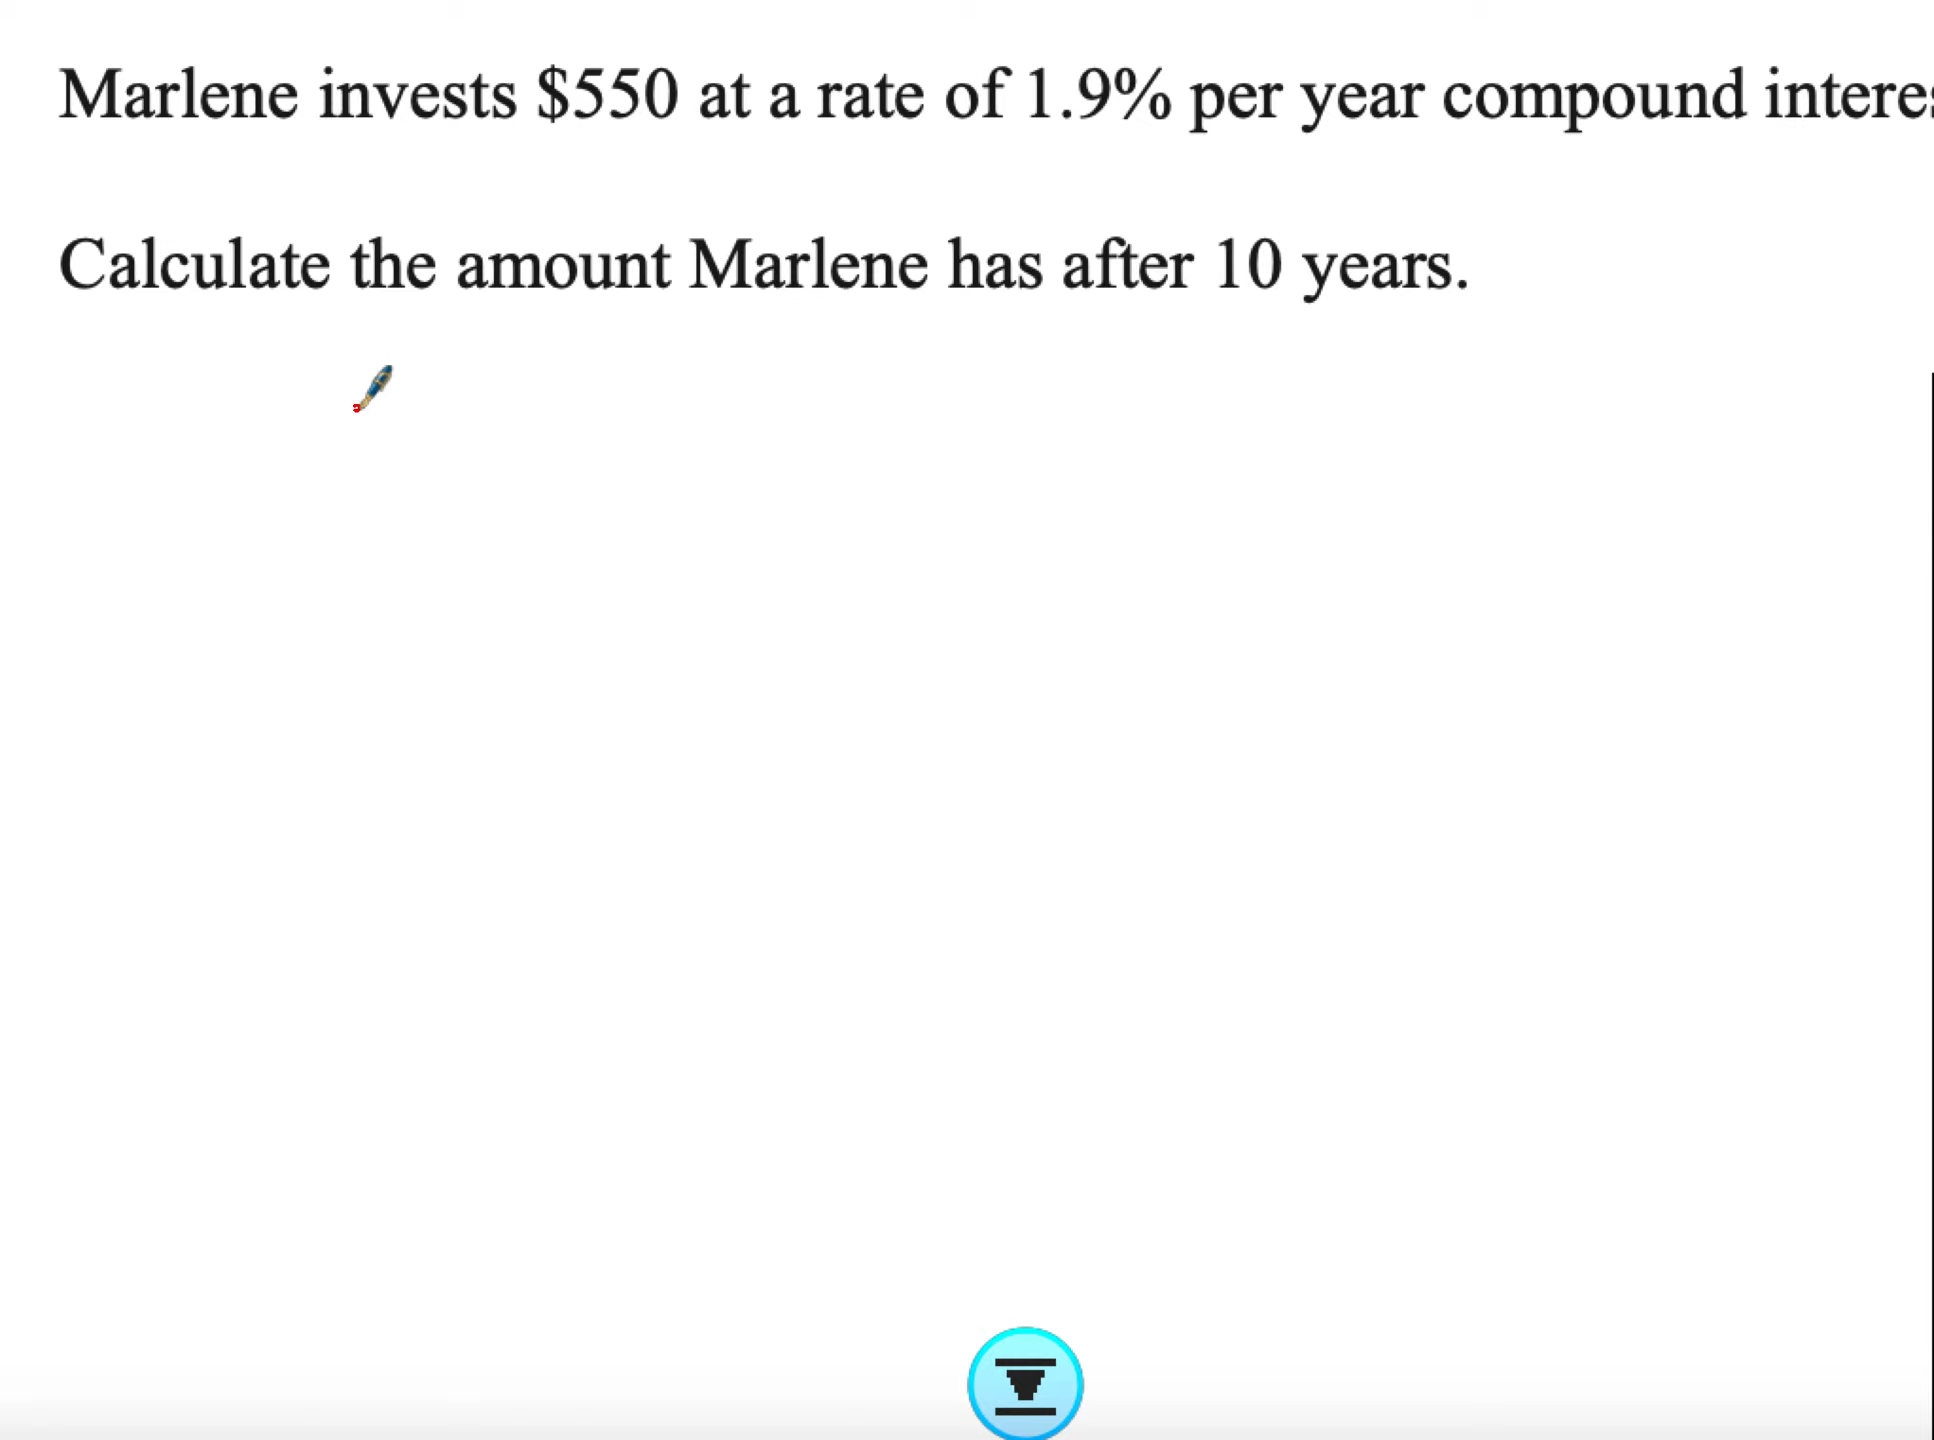 Marlene invests $550 at a rate of 1.9% per year compound interes
Calculate the amount Marlene has after 10 years.